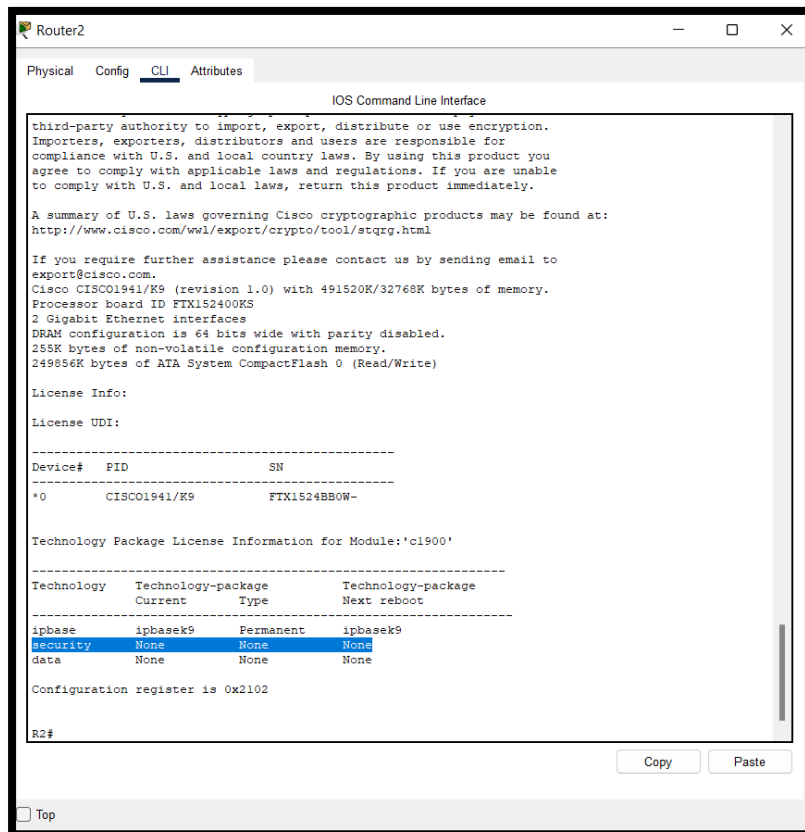 Router2
Physical Config CLI Attributes
IOS Command Line Interface
third-party authority to import, export, distribute or use encryption.
Importers, exporters, distributors and users are responsible for
compliance with U.S. and local country laws. By using this product you
agree to comply with applicable laws and regulations. If you are unable
to comply with U.S. and local laws, return this product immediately.
A summary of U.S. laws governing Cisco cryptographic products may be found at:
http://www.cisco.com/wwl/export/crypto/tool/stqrg.html
If you require further assistance please contact us by sending email to
export@cisco.com.
Cisco CISCO1941/K9 (revision 1.0) with 491520K/32768K bytes of memory.
Processor board ID FTX152400KS
2 Gigabit Ethernet interfaces
DRAM configuration is 64 bits wide with parity disabled.
255K bytes of non-volatile configuration memory.
249856K bytes of ATA System CompactFlash 0 (Read/Write)
License Info:
License UDI:
-------------------------------------------------
Device# PID SN
-------------------------------------------------
*0 CISCO1941/K9 FTX1524BB0W-
Technology Package License Information for Module:'c1900'
----------------------------------------------------------------
Technology Technology-package Technology-package
Current Type Next reboot
-----------------------------------------------------------------
ipbase ipbasek9 Permanent ipbasek9
security None None None
data None None None
Configuration register is 0x2102
R2#
Copy Paste
Top